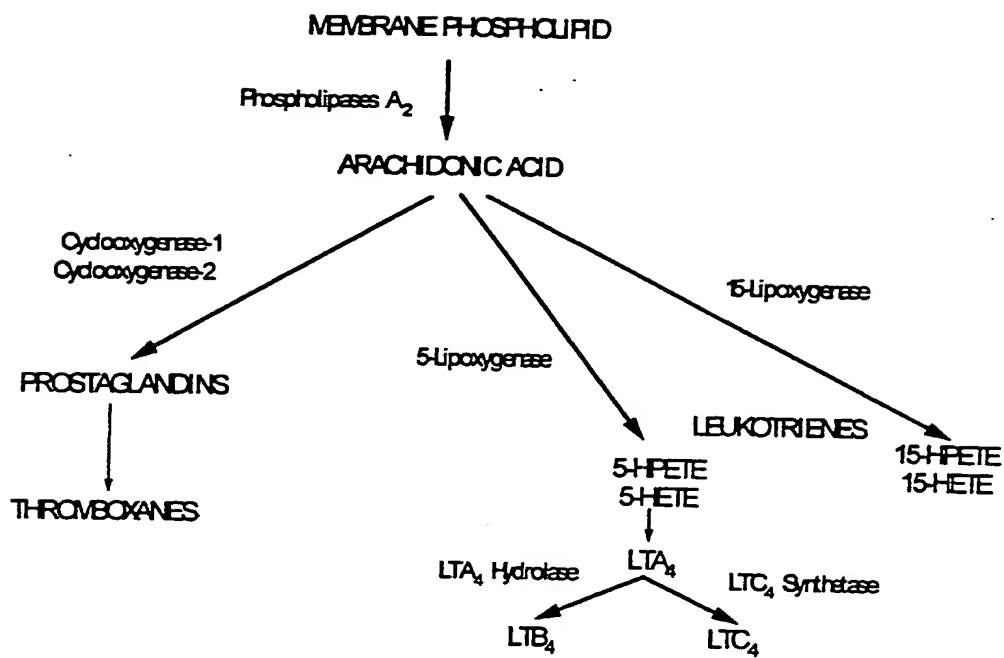 MEMBRANE PHOSPHOLIPID
Phospholipases A₂
ARACHIDONIC ACID
Cyclooxygenase-1
Cyclooxygenase-2
15-Lipoxygenase
5-Lipoxygenase
PROSTAGLANDINS
LEUKOTRIENES
5-HPETE
5-HETE
15-HPETE
15-HETE
THROMBOXANES
LTA₄
LTA₄ Hydrolase
LTC₄ Synthetase
LTB₄
LTC₄